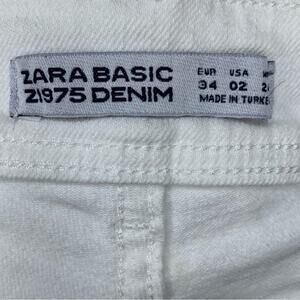 ZARA BASIC
Z1975 DENIM
EUR USA
34 02
MADE IN TURKEY